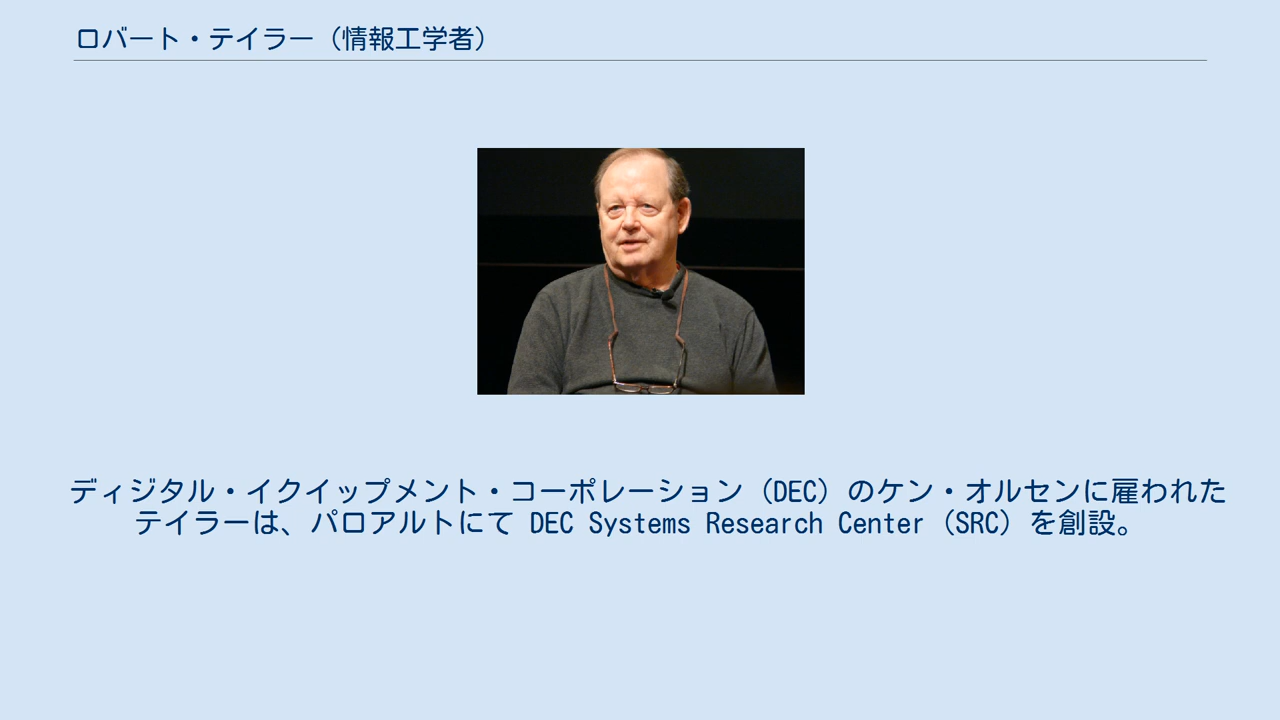 ロバート・テイラー（情報工学者）
ディジタル・イクイップメント・コーポレーション（DEC）のケン・オルセンに雇われた
テイラーは、パロアルトにて DEC Systems Research Center（SRC）を創設。